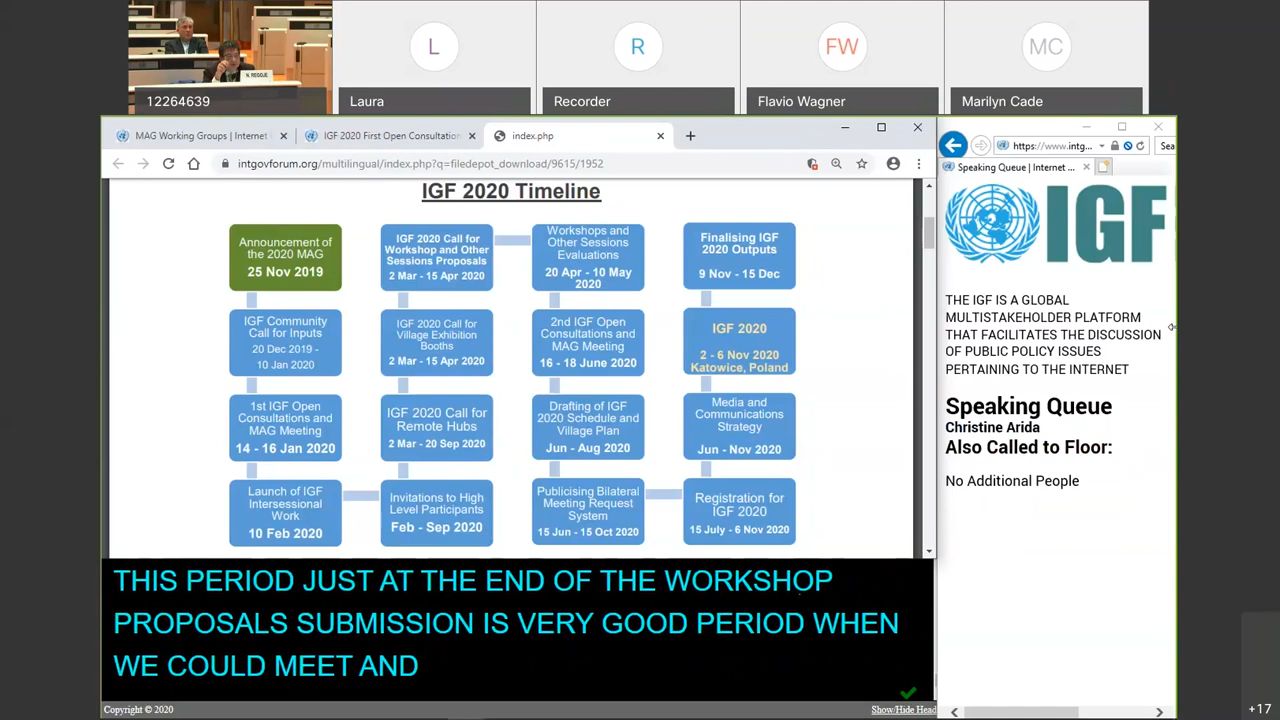 N. REGOJE
12264639
L
Laura
R
Recorder
FW
Flavio Wagner
MC
Marilyn Cade
MAG Working Groups | Internet
IGF 2020 First Open Consultation
index.php
intgovforum.org/multilingual/index.php?q=filedepot_download/9615/1952
IGF 2020 Timeline
Announcement of
the 2020 MAG
25 Nov 2019
IGF Community
Call for Inputs
20 Dec 2019 -
10 Jan 2020
1st IGF Open
Consultations and
MAG Meeting
14 - 16 Jan 2020
Launch of IGF
Intersessional
Work
10 Feb 2020
IGF 2020 Call for
Workshop and Other
Sessions Proposals
2 Mar - 15 Apr 2020
IGF 2020 Call for
Village Exhibition
Booths
2 Mar - 15 Apr 2020
IGF 2020 Call for
Remote Hubs
2 Mar - 20 Sep 2020
Invitations to High
Level Participants
Feb - Sep 2020
Workshops and
Other Sessions
Evaluations
20 Apr - 10 May
2020
2nd IGF Open
Consultations and
MAG Meeting
16 - 18 June 2020
Drafting of IGF
2020 Schedule and
Village Plan
Jun - Aug 2020
Publicising Bilateral
Meeting Request
System
15 Jun - 15 Oct 2020
Finalising IGF
2020 Outputs
9 Nov - 15 Dec
IGF 2020
2 - 6 Nov 2020
Katowice, Poland
Media and
Communications
Strategy
Jun - Nov 2020
Registration for
IGF 2020
15 July - 6 Nov 2020
THIS PERIOD JUST AT THE END OF THE WORKSHOP
PROPOSALS SUBMISSION IS VERY GOOD PERIOD WHEN
WE COULD MEET AND
Copyright © 2020
Show/Hide Head
https://www.intg...
Sea
Speaking Queue | Internet ...
IGF
THE IGF IS A GLOBAL
MULTISTAKEHOLDER PLATFORM
THAT FACILITATES THE DISCUSSION
OF PUBLIC POLICY ISSUES
PERTAINING TO THE INTERNET
Speaking Queue
Christine Arida
Also Called to Floor:
No Additional People
+17